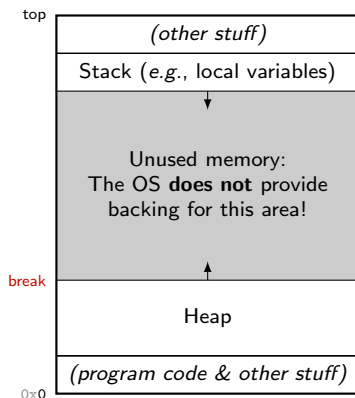 top
(other stuff)
Stack (e.g., local variables)
Unused memory:
The OS does not provide
backing for this area!
break
Heap
(program code & other stuff)
0x0